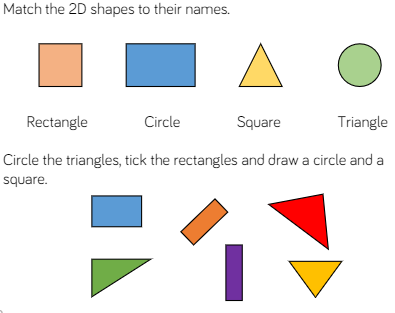 Match the 2D shapes to their names.
Rectangle Circle Square Triangle
Circle the triangles, tick the rectangles and draw a circle and a
square.